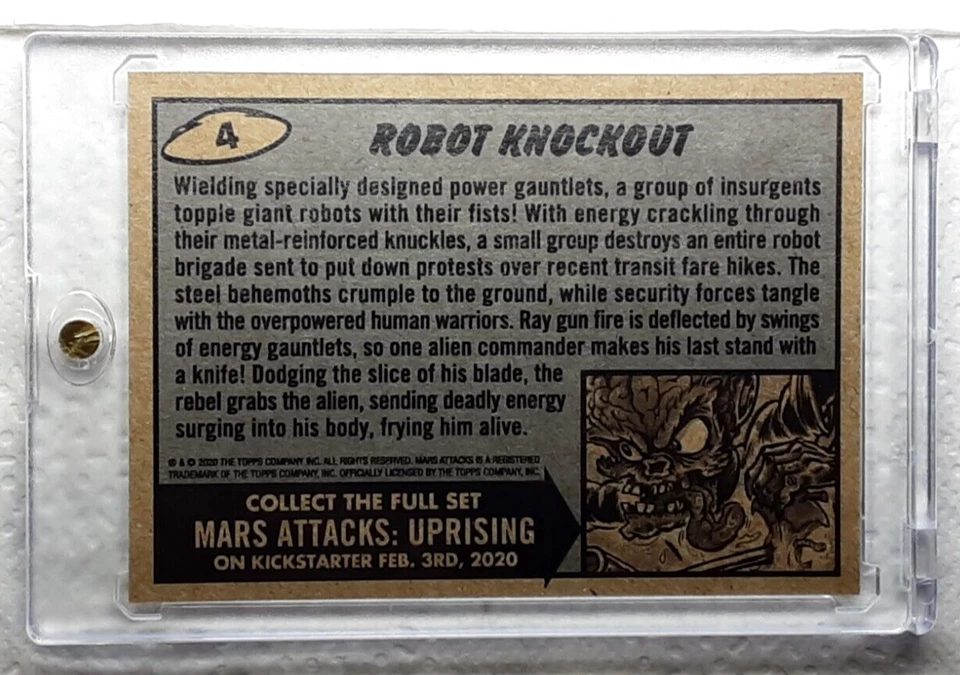 4
ROBOT KNOCKOUT
Wielding specially designed power gauntlets, a group of insurgents
topple giant robots with their fists! With energy crackling through
their metal-reinforced knuckles, a small group destroys an entire robot
brigade sent to put down protests over recent transit fare hikes. The
steel behemoths crumple to the ground, while security forces tangle
with the overpowered human warriors. Ray gun fire is deflected by swings
of energy gauntlets, so one alien commander makes his last stand with
a knife! Dodging the slice of his blade, the
rebel grabs the alien, sending deadly energy
surging into his body, frying him alive.
® & © 2020 THE TOPPS COMPANY INC. ALL RIGHTS RESERVED. MARS ATTACKS IS A REGISTERED
TRADEMARK OF THE TOPPS COMPANY, INC. OFFICIALLY LICENSED BY THE TOPPS COMPANY, INC.
COLLECT THE FULL SET
MARS ATTACKS: UPRISING
ON KICKSTARTER FEB. 3RD, 2020